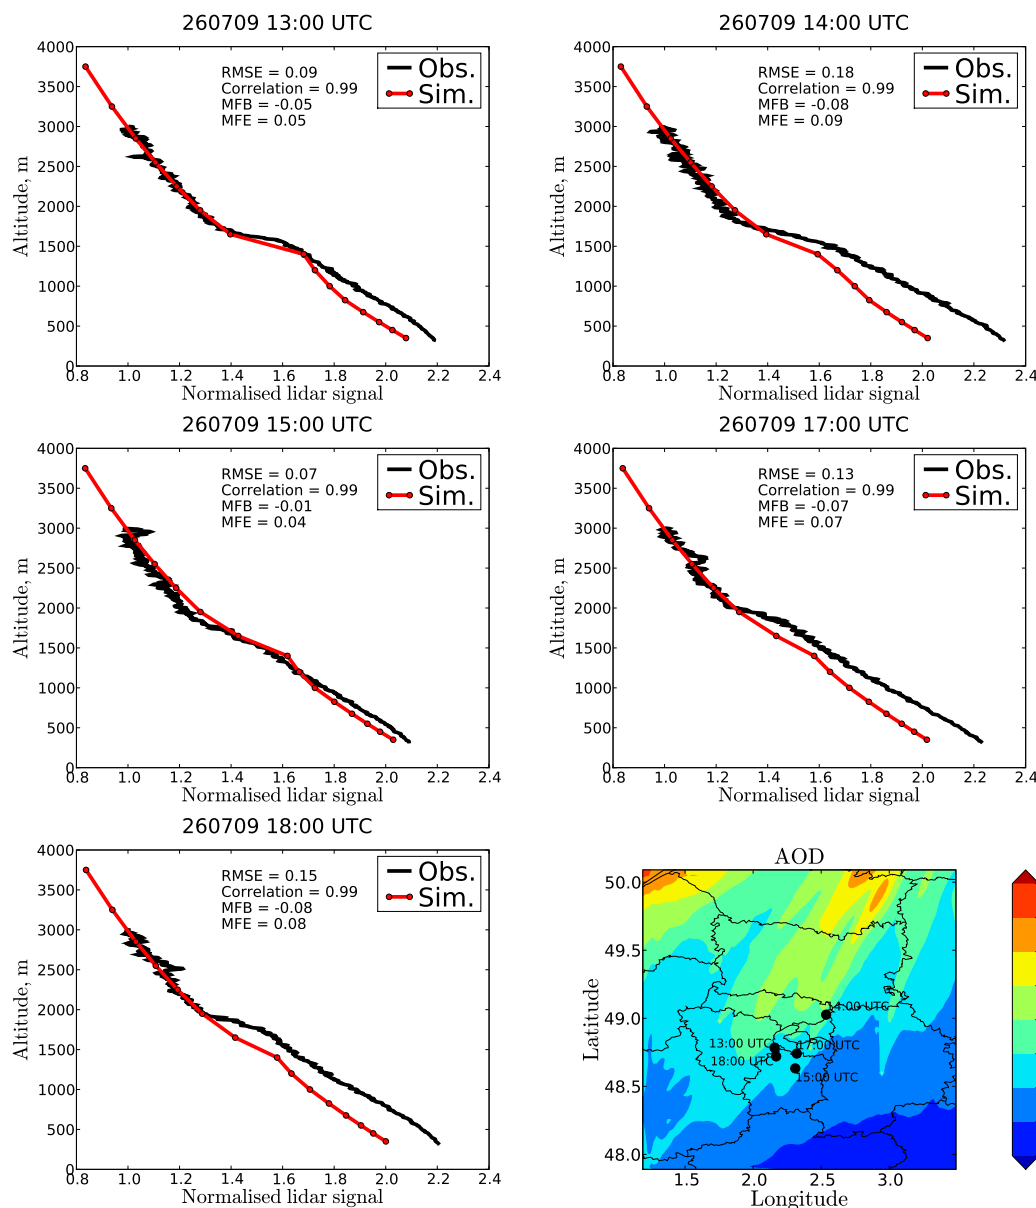 260709 13:00 UTC
4000
3500
3000
2500
2000
1500
1000
500
0
Altitude, m
RMSE = 0.09
Correlation = 0.99
MFB = -0.05
MFE = 0.05
Obs.
Sim.
0.8 1.0 1.2 1.4 1.6 1.8 2.0 2.2 2.4
Normalised lidar signal
260709 14:00 UTC
4000
3500
3000
2500
2000
1500
1000
500
0
Altitude, m
RMSE = 0.18
Correlation = 0.99
MFB = -0.08
MFE = 0.09
Obs.
Sim.
0.8 1.0 1.2 1.4 1.6 1.8 2.0 2.2 2.4
Normalised lidar signal
260709 15:00 UTC
4000
3500
3000
2500
2000
1500
1000
500
0
Altitude, m
RMSE = 0.07
Correlation = 0.99
MFB = -0.01
MFE = 0.04
Obs.
Sim.
0.8 1.0 1.2 1.4 1.6 1.8 2.0 2.2 2.4
Normalised lidar signal
260709 17:00 UTC
4000
3500
3000
2500
2000
1500
1000
500
0
Altitude, m
RMSE = 0.13
Correlation = 0.99
MFB = -0.07
MFE = 0.07
Obs.
Sim.
0.8 1.0 1.2 1.4 1.6 1.8 2.0 2.2 2.4
Normalised lidar signal
260709 18:00 UTC
4000
3500
3000
2500
2000
1500
1000
500
0
Altitude, m
RMSE = 0.15
Correlation = 0.99
MFB = -0.08
MFE = 0.08
Obs.
Sim.
0.8 1.0 1.2 1.4 1.6 1.8 2.0 2.2 2.4
Normalised lidar signal
AOD
50.0
49.5
49.0
48.5
48.0
Latitude
14:00 UTC
13:00 UTC
17:00 UTC
18:00 UTC
15:00 UTC
1.5 2.0 2.5 3.0
Longitude